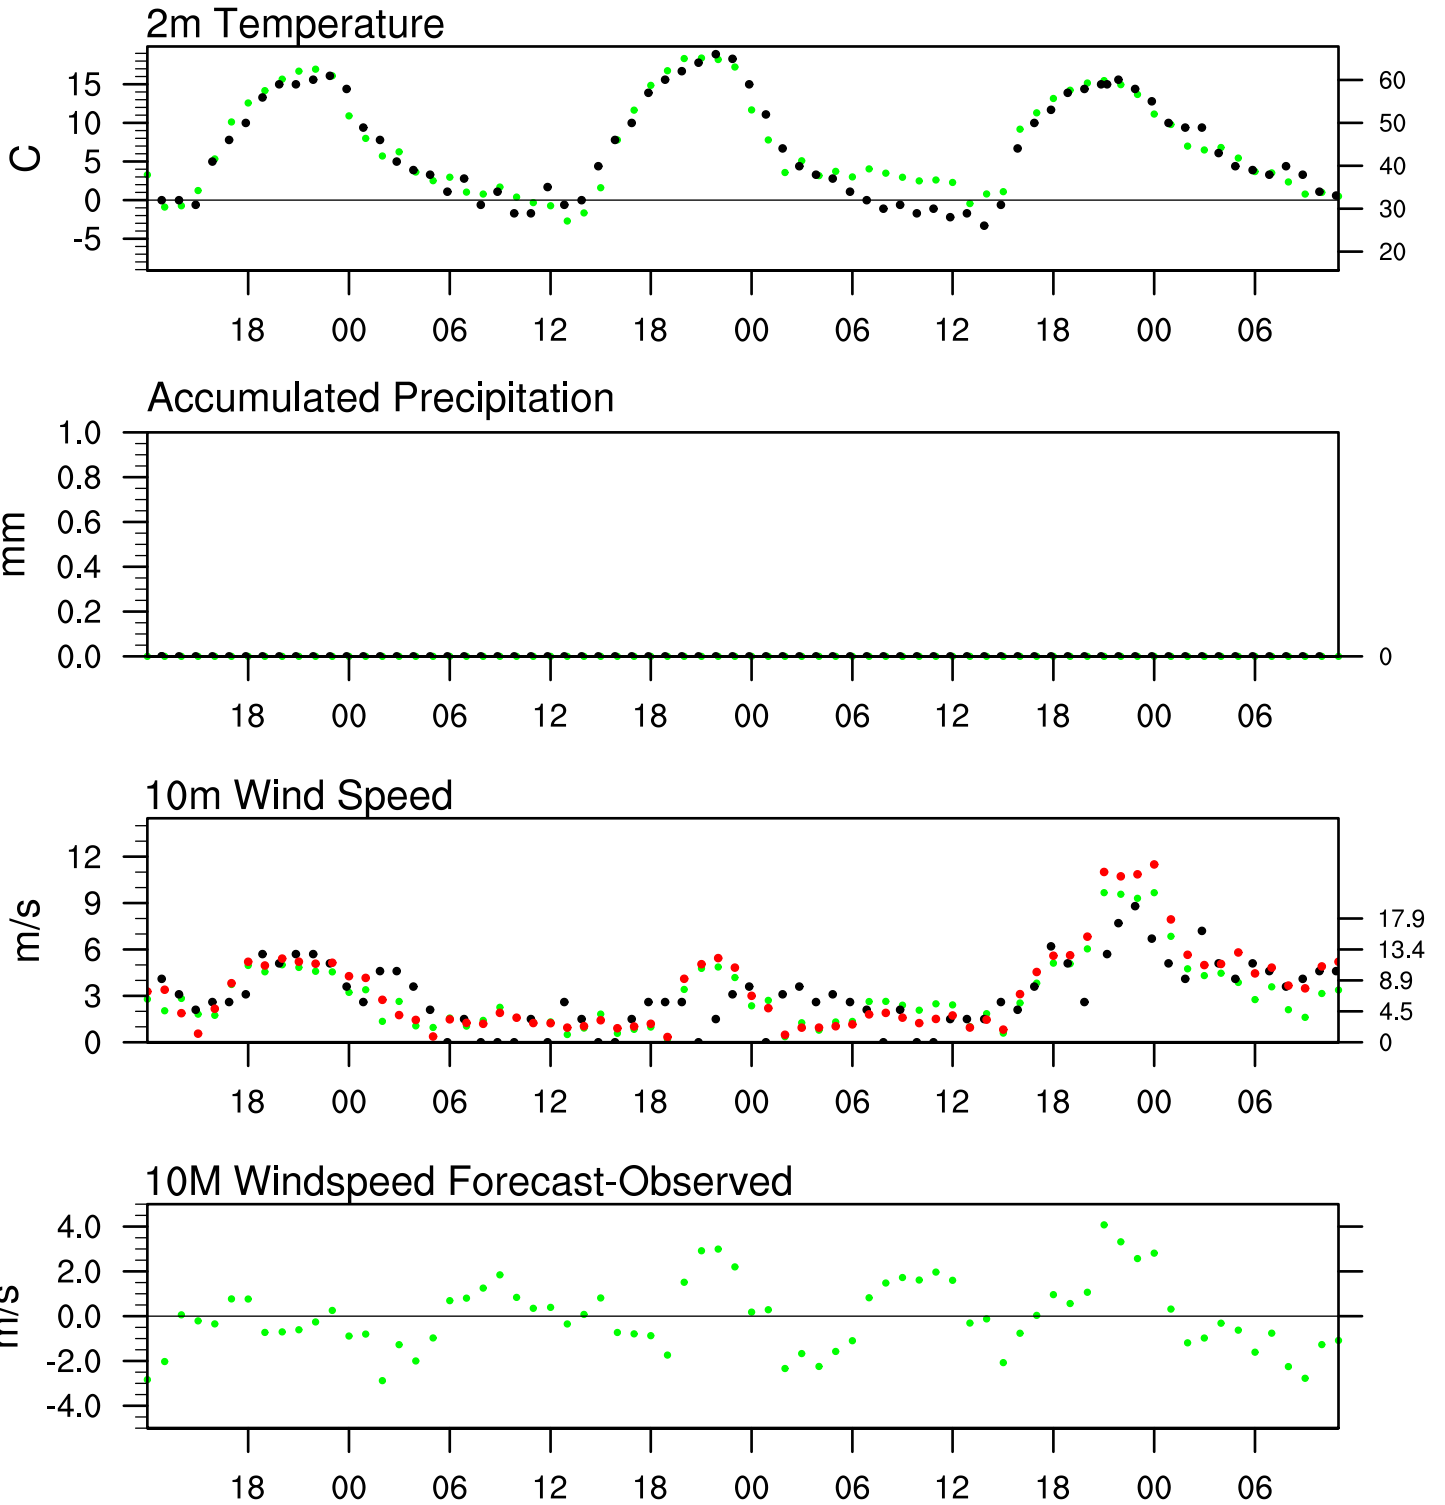 2m Temperature
C
15
10
5
0
-5
60
50
40
30
20
18 00 06 12 18 00 06 12 18 00 06
Accumulated Precipitation
mm
1.0
0.8
0.6
0.4
0.2
0.0
0
18 00 06 12 18 00 06 12 18 00 06
10m Wind Speed
m/s
12
9
6
3
0
17.9
13.4
8.9
4.5
0
18 00 06 12 18 00 06 12 18 00 06
10M Windspeed Forecast-Observed
m/s
4.0
2.0
0.0
-2.0
-4.0
18 00 06 12 18 00 06 12 18 00 06